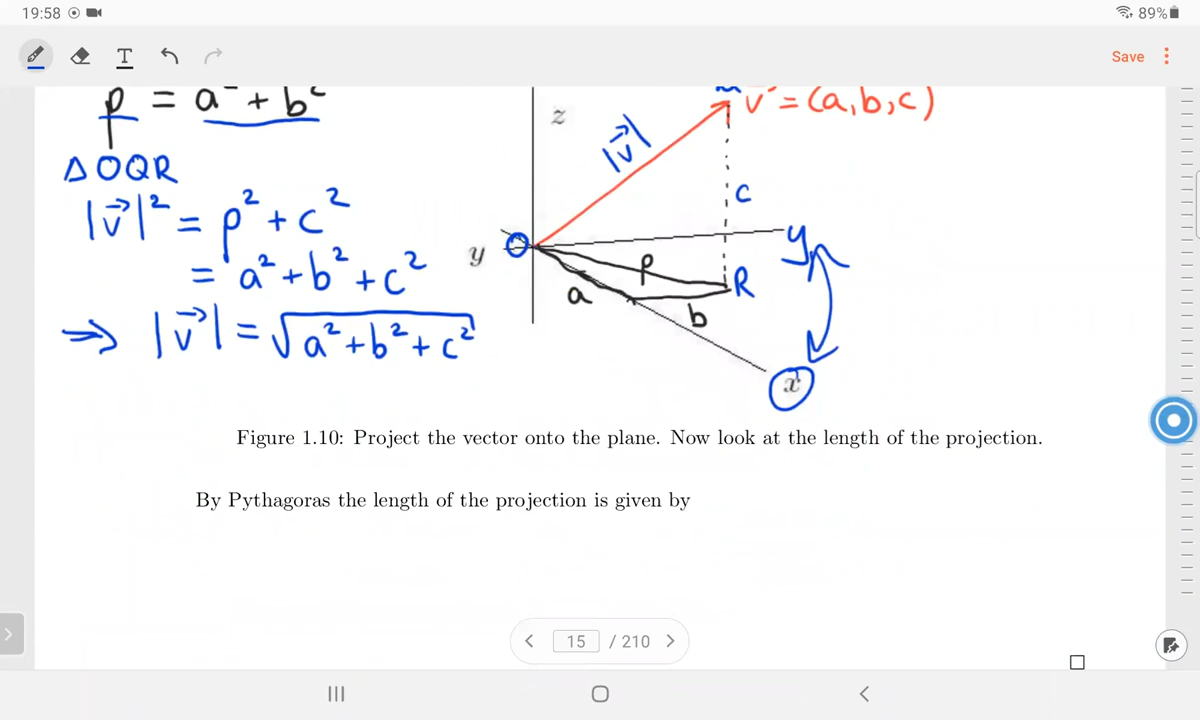 19:58
89%
T
Save
p = a² + b²
v = (a,b,c)
z
|v⃗|
△OQR
|v⃗|² = p² + c²
c
= a² + b² + c²
y
O
y
p
R
a
b
⇒ |v⃗| = √a² + b² + c²
x
Figure 1.10: Project the vector onto the plane. Now look at the length of the projection.
By Pythagoras the length of the projection is given by
15 / 210